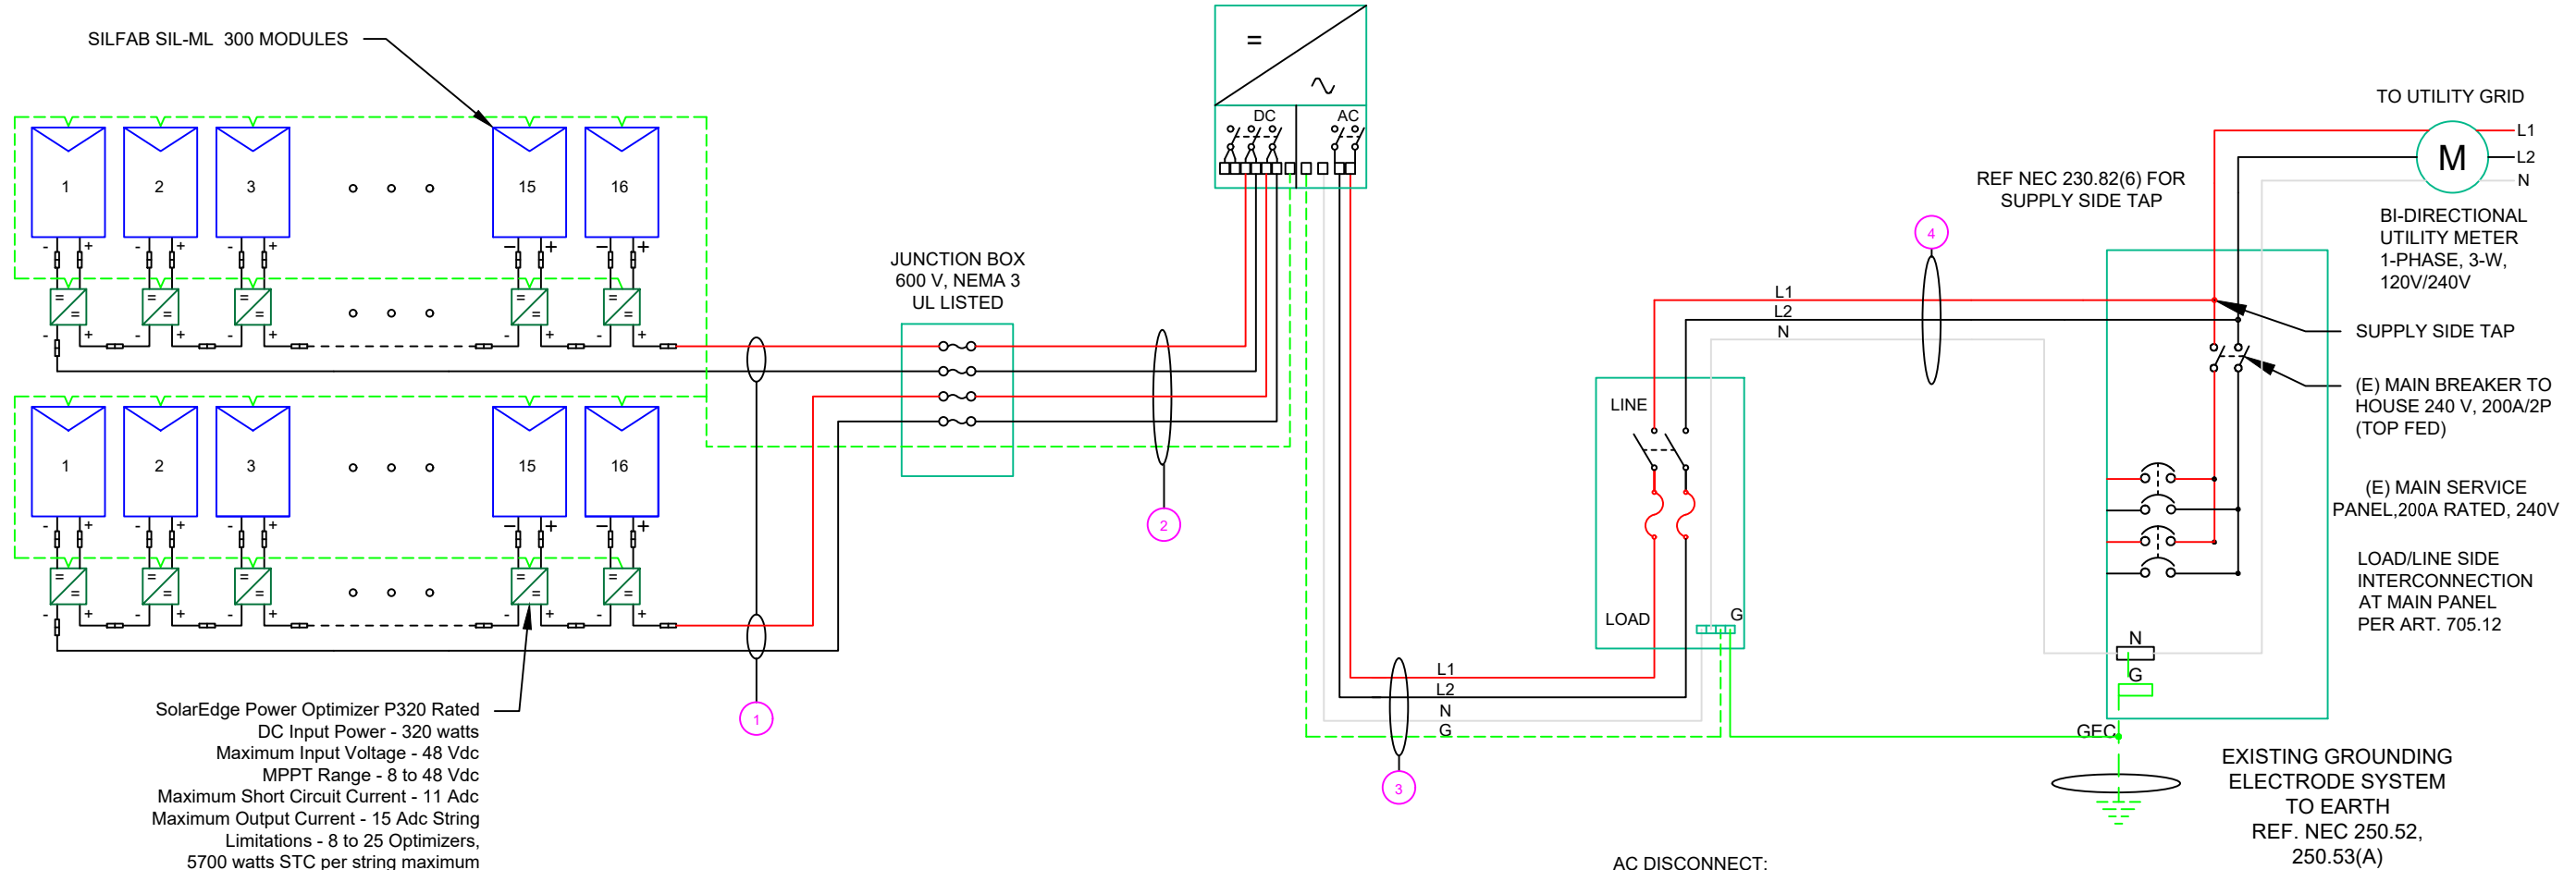 SILFAB SIL-ML 300 MODULES
1 2 3 15 16
- + - + - + - + - +
= = = = = = = = = =
- + - + - + - + - +
1 2 3 15 16
- + - + - + - + - +
= = = = = = = = = =
- + - + - + - + - +
SolarEdge Power Optimizer P320 Rated
DC Input Power - 320 watts
Maximum Input Voltage - 48 Vdc
MPPT Range - 8 to 48 Vdc
Maximum Short Circuit Current - 11 Adc
Maximum Output Current - 15 Adc String
Limitations - 8 to 25 Optimizers,
5700 watts STC per string maximum
1
JUNCTION BOX
600 V, NEMA 3
UL LISTED
2
=
DC AC
L1
L2
N
G
3
LINE
LOAD
G
AC DISCONNECT:
L1
L2
N
4
REF NEC 230.82(6) FOR
SUPPLY SIDE TAP
TO UTILITY GRID
M
L1
L2
N
BI-DIRECTIONAL
UTILITY METER
1-PHASE, 3-W,
120V/240V
SUPPLY SIDE TAP
(E) MAIN BREAKER TO
HOUSE 240 V, 200A/2P
(TOP FED)
(E) MAIN SERVICE
PANEL,200A RATED, 240V
LOAD/LINE SIDE
INTERCONNECTION
AT MAIN PANEL
PER ART. 705.12
N
G
GEC
EXISTING GROUNDING
ELECTRODE SYSTEM
TO EARTH
REF. NEC 250.52,
250.53(A)